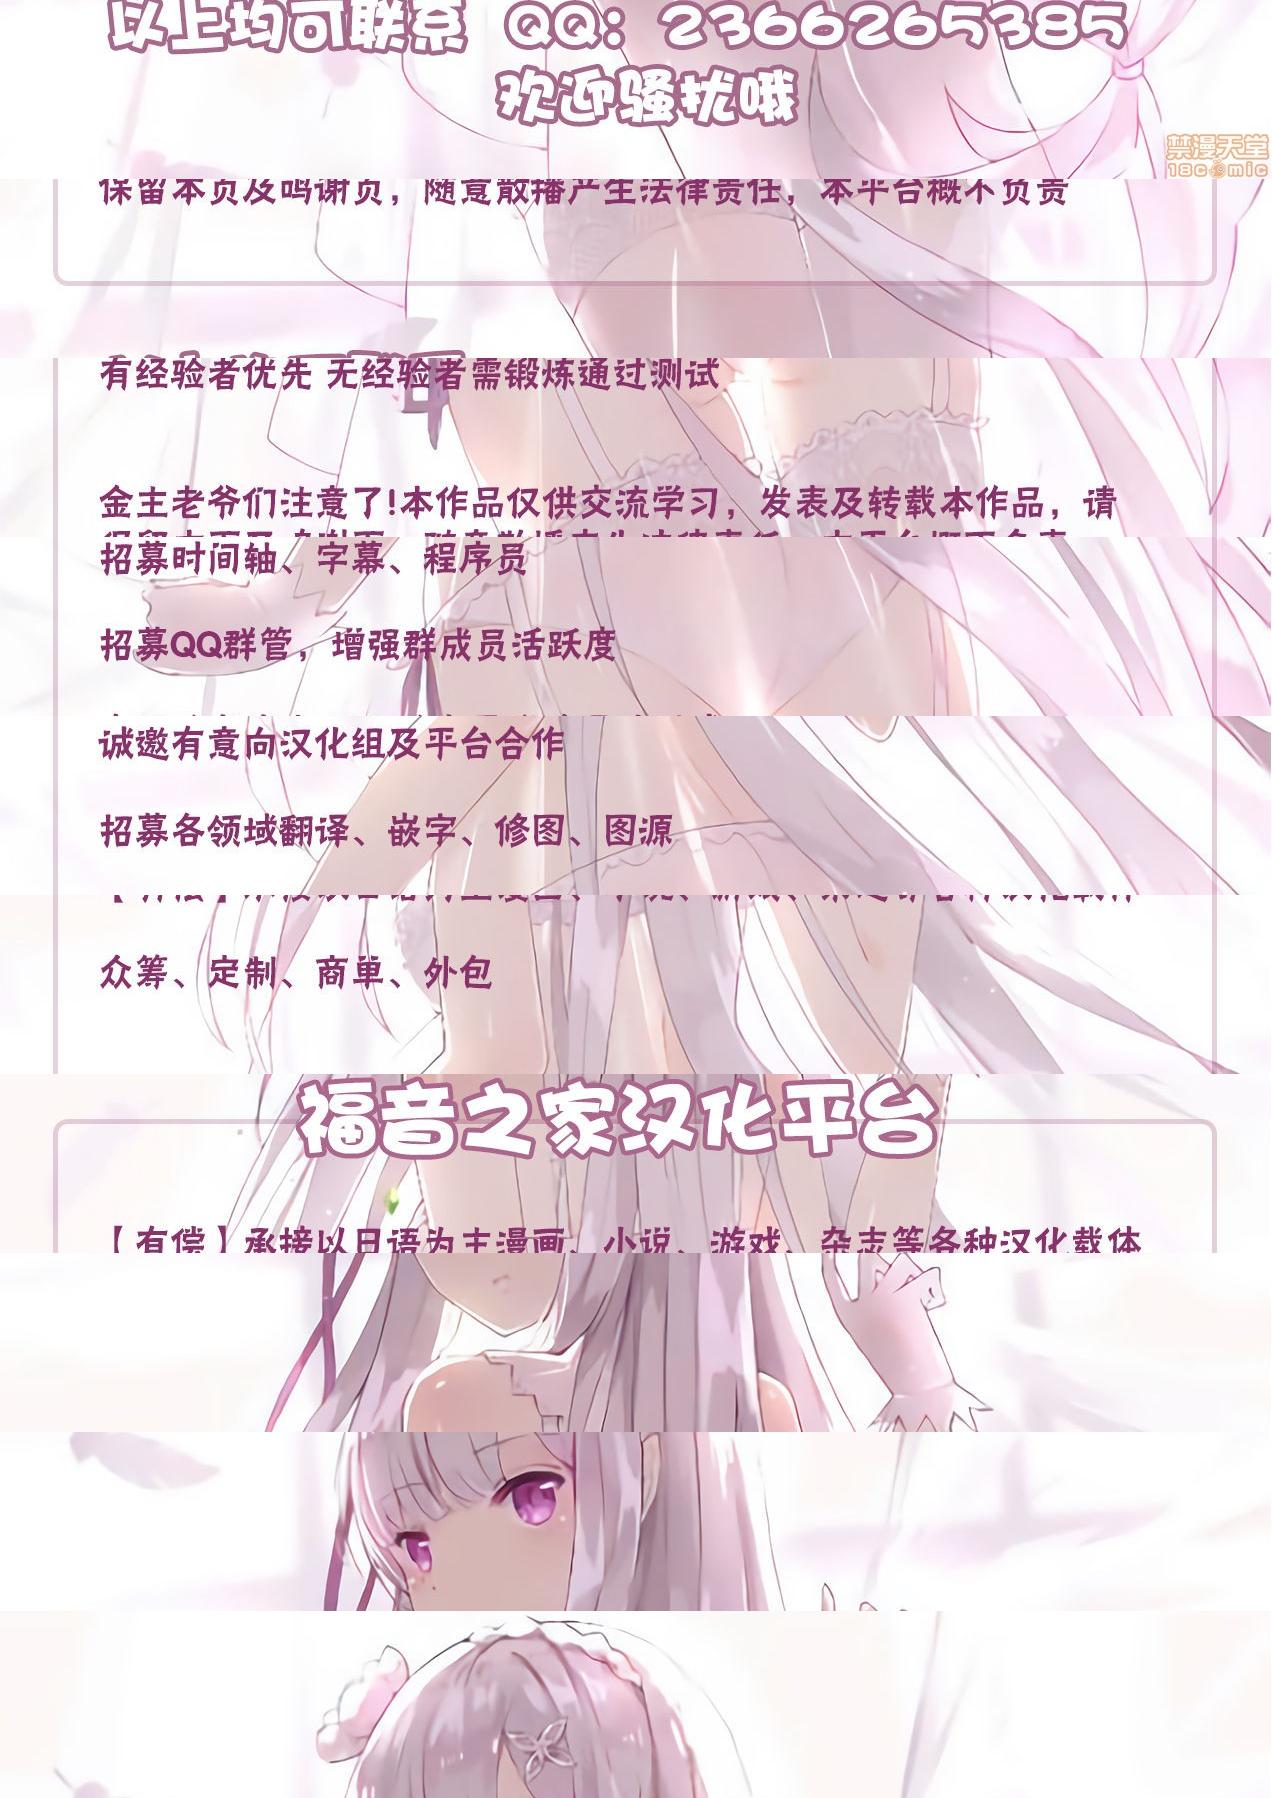 以上均可联系 QQ：2366265385
欢迎骚扰哦
禁漫天堂
18comic
保留本页及鸣谢页，随意散播产生法律责任，本平台概不负责
有经验者优先 无经验者需锻炼通过测试
金主老爷们注意了!本作品仅供交流学习，发表及转载本作品，请
招募时间轴、字幕、程序员
招募QQ群管，增强群成员活跃度
诚邀有意向汉化组及平台合作
招募各领域翻译、嵌字、修图、图源
众筹、定制、商单、外包
福音之家汉化平台
【有偿】承接以日语为主漫画、小说、游戏、杂志等各种汉化载体